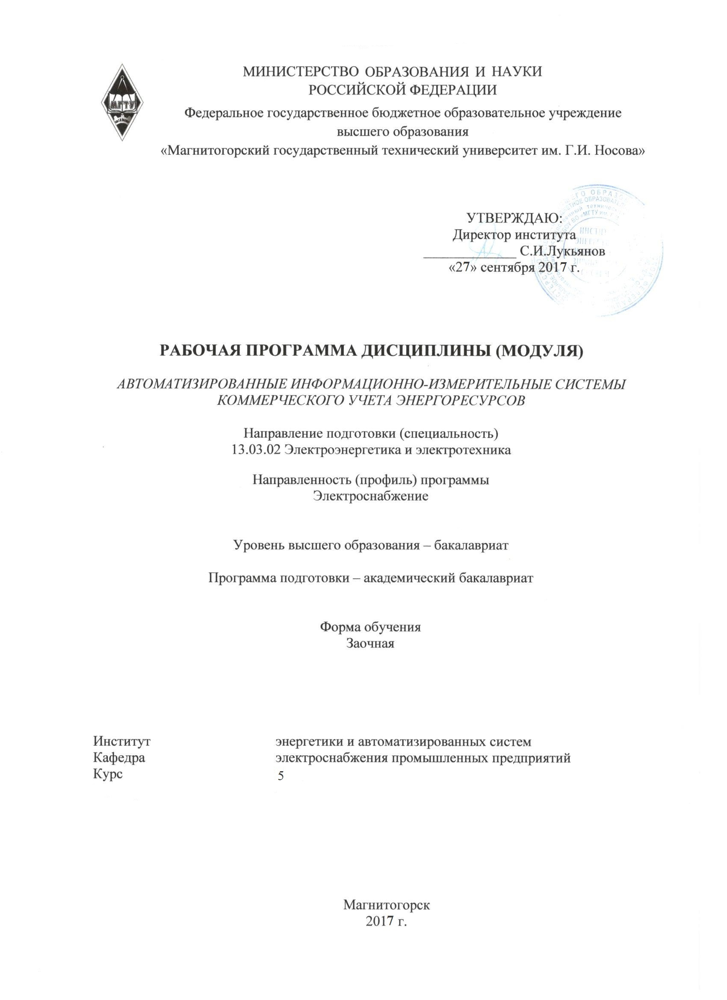 МИНИСТЕРСТВО ОБРАЗОВАНИЯ И НАУКИ
РОССИЙСКОЙ ФЕДЕРАЦИИ
Федеральное государственное бюджетное образовательное учреждение
высшего образования
«Магнитогорский государственный технический университет им. Г.И. Носова»
МГТУ
УТВЕРЖДАЮ:
Директор института
С.И.Лукьянов
«27» сентября 2017 г.
РАБОЧАЯ ПРОГРАММА ДИСЦИПЛИНЫ (МОДУЛЯ)
АВТОМАТИЗИРОВАННЫЕ ИНФОРМАЦИОННО-ИЗМЕРИТЕЛЬНЫЕ СИСТЕМЫ
КОММЕРЧЕСКОГО УЧЕТА ЭНЕРГОРЕСУРСОВ
Направление подготовки (специальность)
13.03.02 Электроэнергетика и электротехника
Направленность (профиль) программы
Электроснабжение
Уровень высшего образования – бакалавриат
Программа подготовки – академический бакалавриат
Форма обучения
Заочная
Институт энергетики и автоматизированных систем
Кафедра электроснабжения промышленных предприятий
Курс 5
Магнитогорск
2017 г.